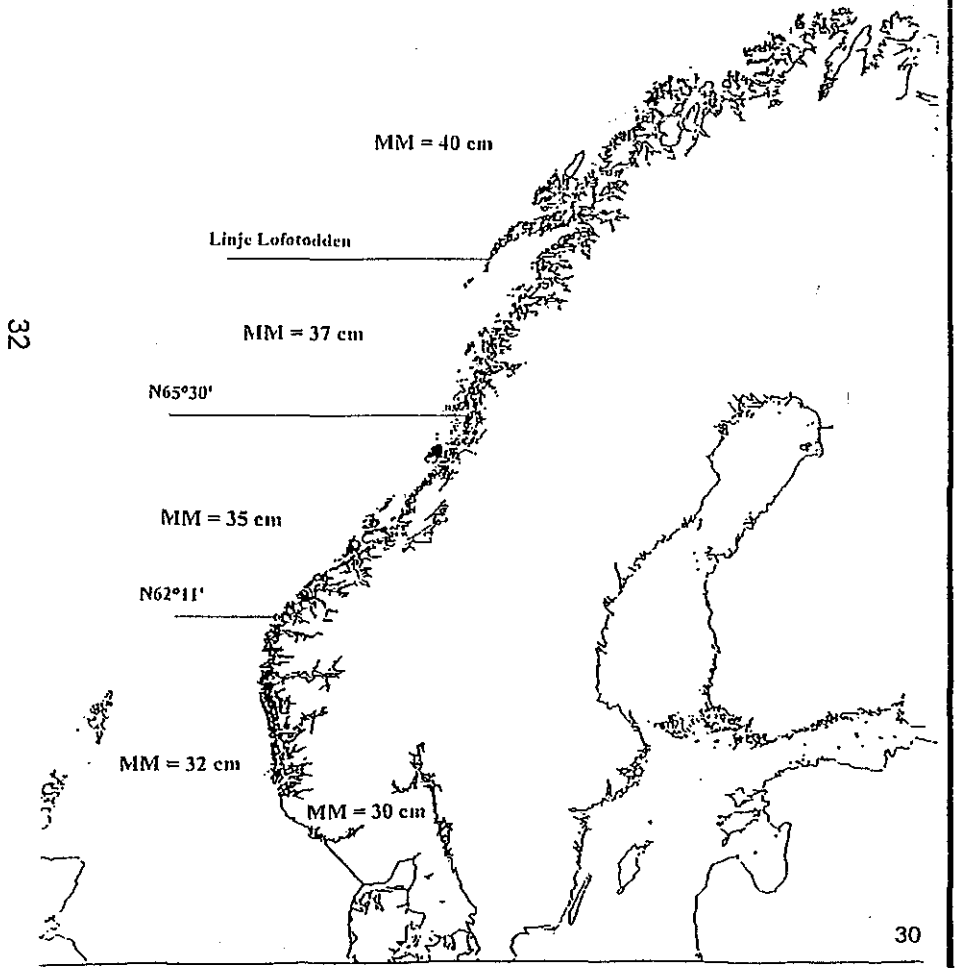 MM = 40 cm
Linje Lofotodden
32
MM = 37 cm
N65°30'
MM = 35 cm
N62°11'
MM = 32 cm
MM = 30 cm
30